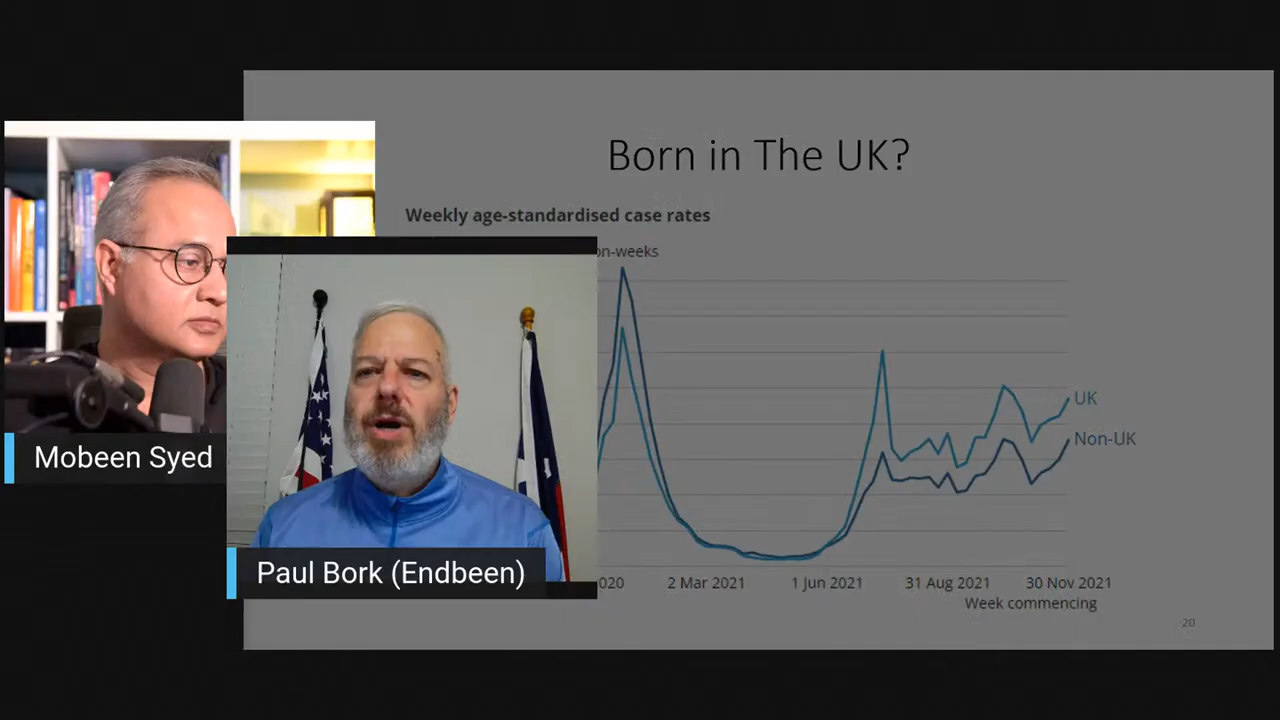 Born in The UK?
Weekly age-standardised case rates
on-weeks
UK
Non-UK
Mobeen Syed
Paul Bork (Endbeen)
020
2 Mar 2021
1 Jun 2021
31 Aug 2021
30 Nov 2021
Week commencing
20